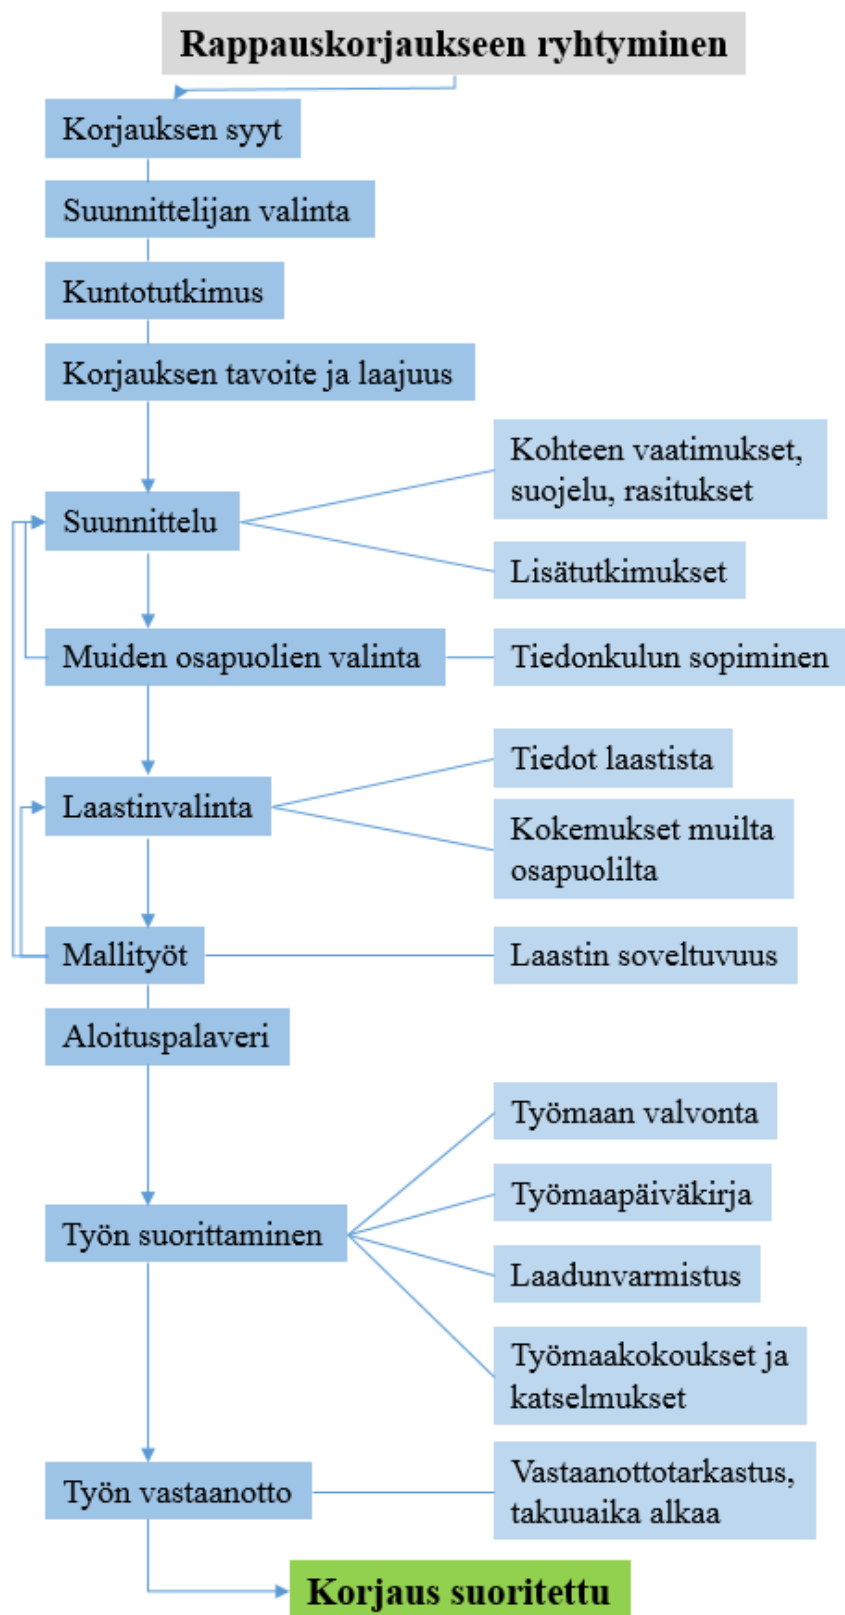 Rappauskorjaukseen ryhtyminen
Korjauksen syyt
Suunnittelijan valinta
Kuntotutkimus
Korjauksen tavoite ja laajuus
Kohteen vaatimukset,
suojelu, rasitukset
Suunnittelu
Lisätutkimukset
Muiden osapuolien valinta
Tiedonkulun sopiminen
Tiedot laastista
Laastinvalinta
Kokemukset muilta
osapuolilta
Mallityöt
Laastin soveltuvuus
Aloituspalaveri
Työmaan valvonta
Työmaapäiväkirja
Työn suorittaminen
Laadunvarmistus
Työmaakokoukset ja
katselmukset
Työn vastaanotto
Vastaanottotarkastus,
takuuaika alkaa
Korjaus suoritettu